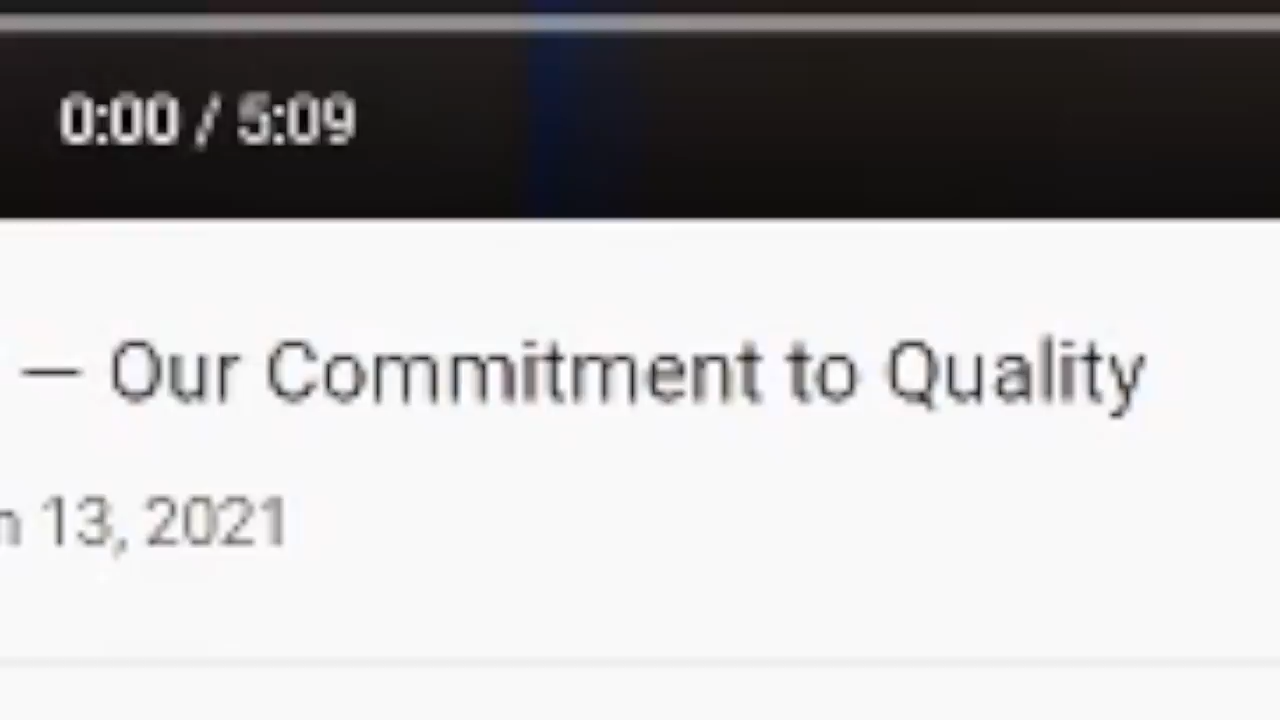 0:00 / 5:09
— Our Commitment to Quality
13, 2021